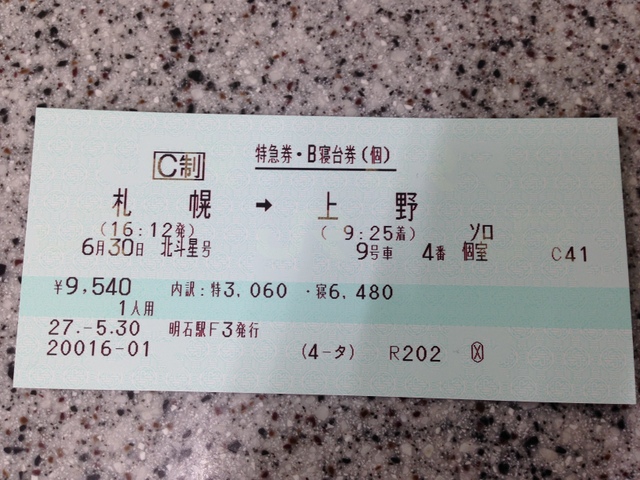 特急券・B寝台券(個)
C制
札幌 → 上野
(16:12発) ( 9:25着) ソロ
6月30日 北斗星号 9号車 4番 個室 C41
¥9,540 内訳:特3,060 ・寝6,480
1人用
27.-5.30 明石駅F3発行
20016-01 (4-タ) R202 Ⓧ